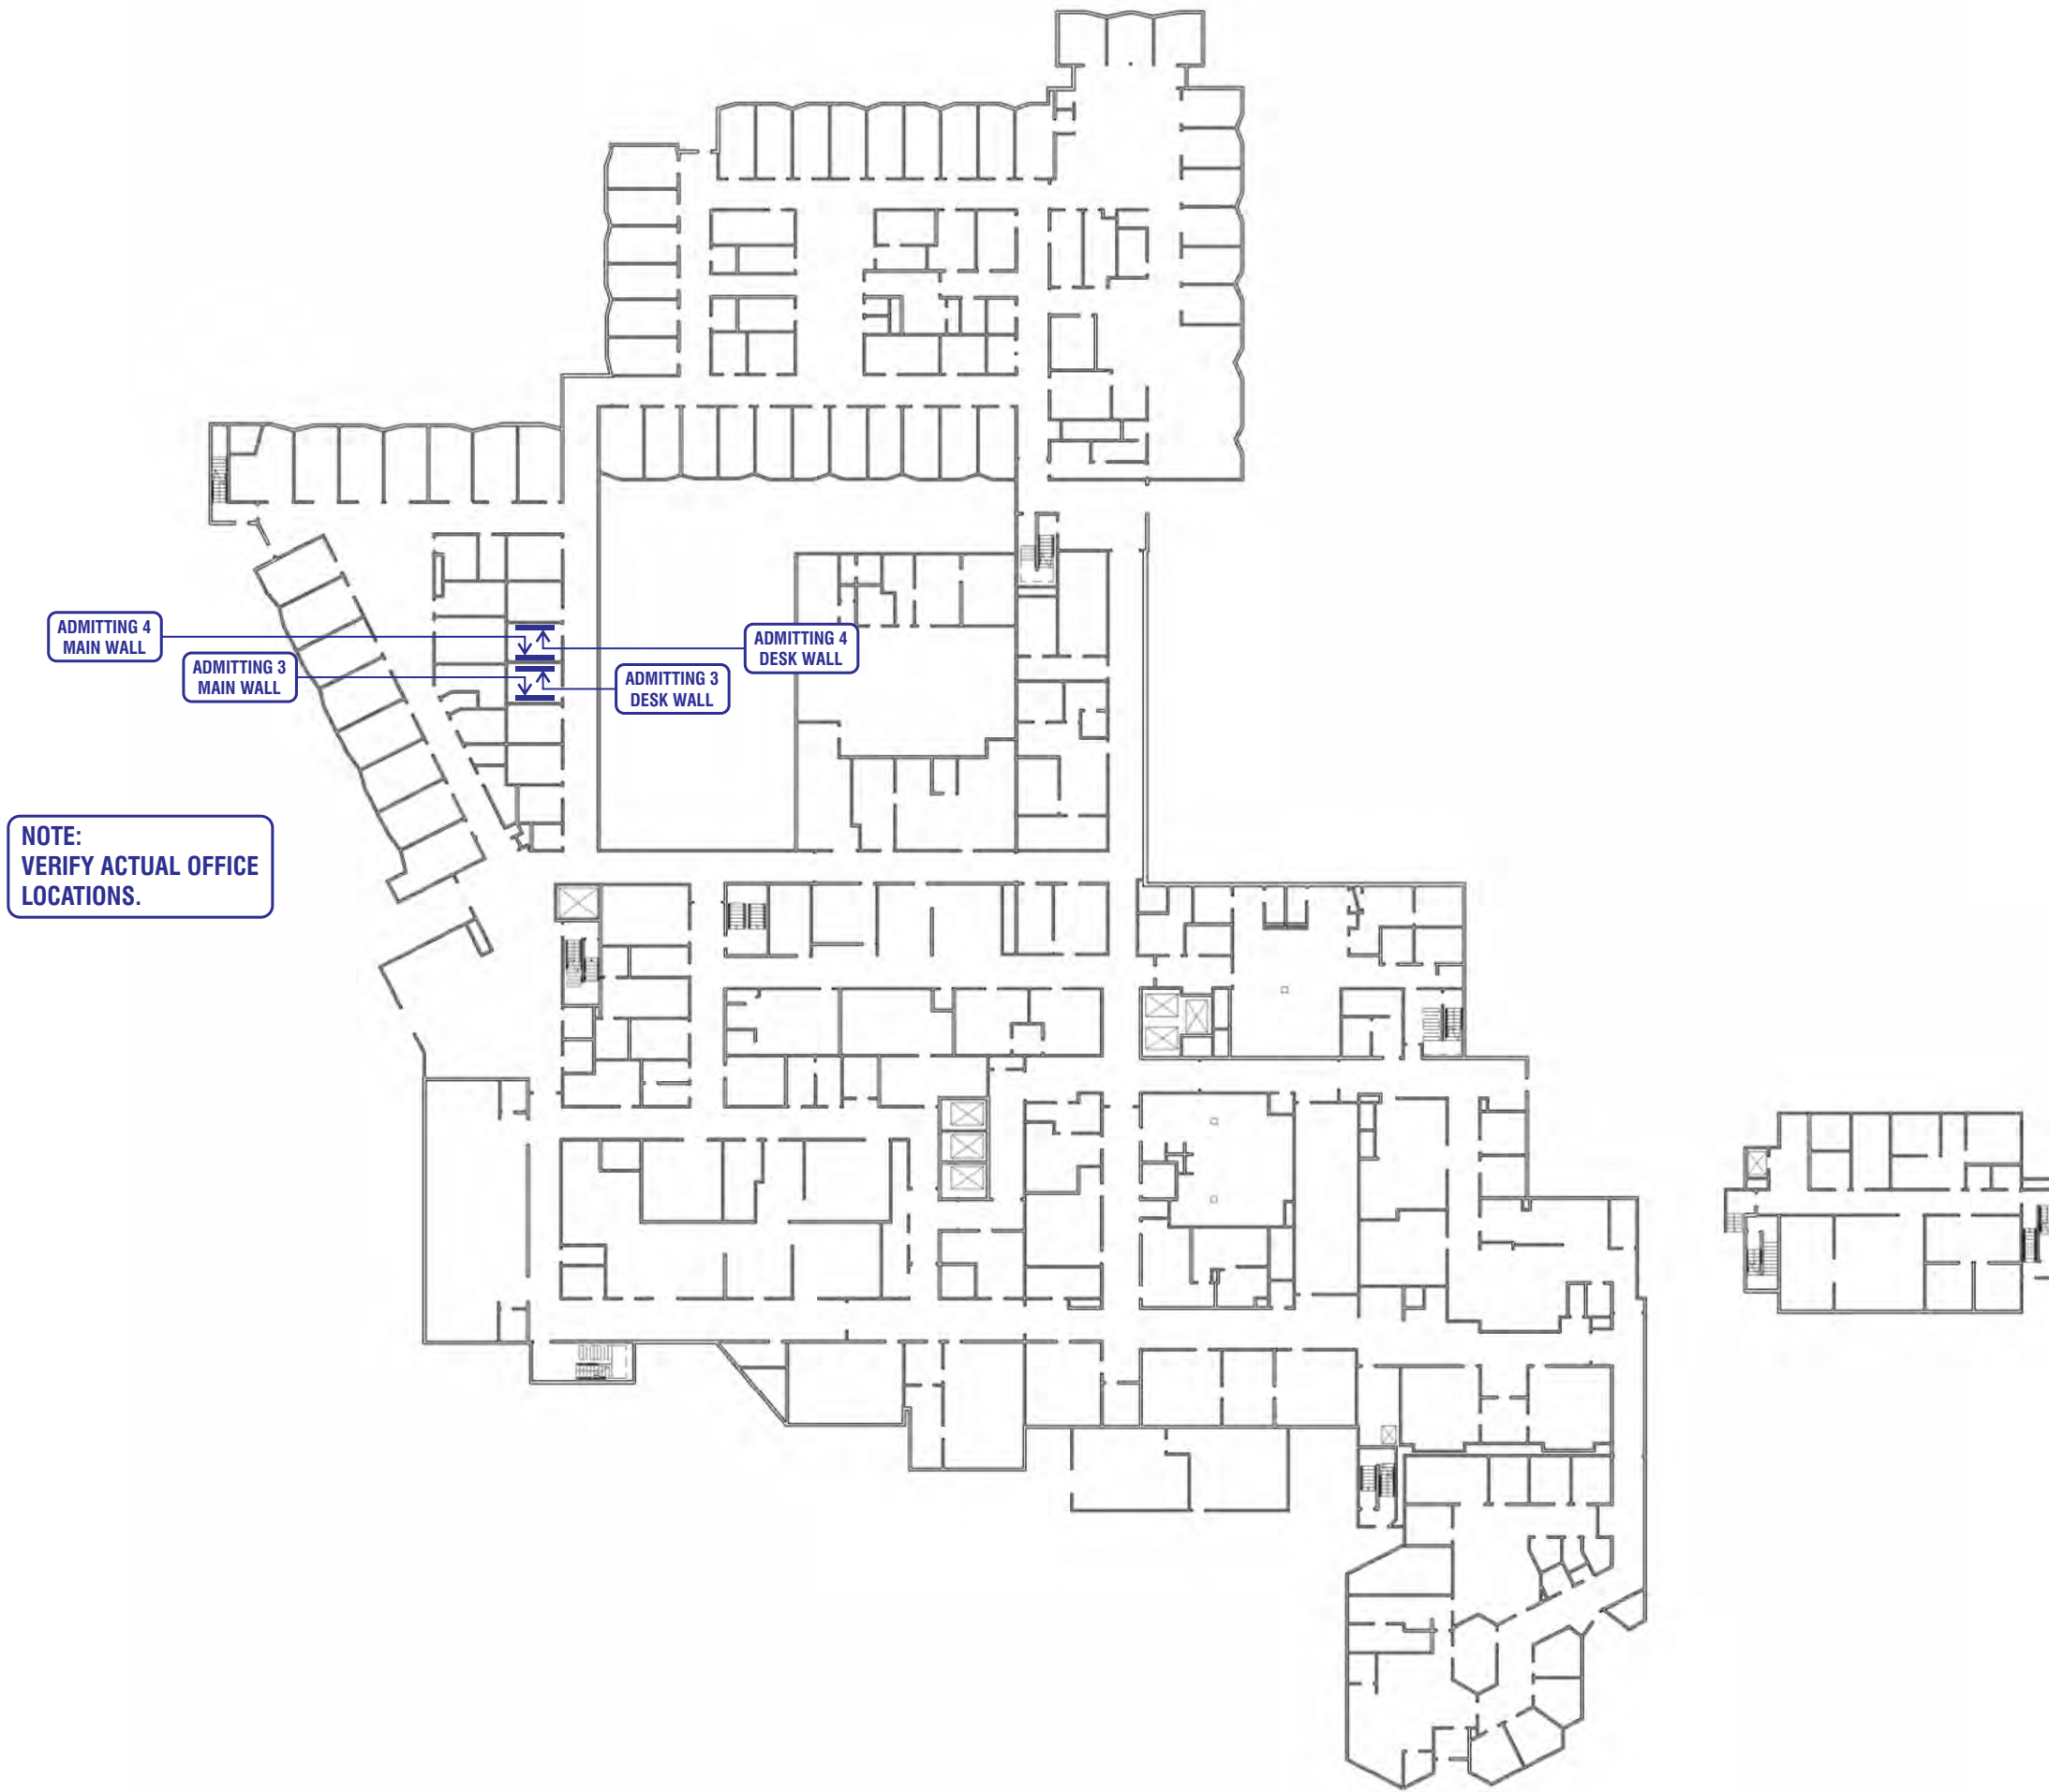 ADMITTING 4
MAIN WALL
ADMITTING 4
DESK WALL
ADMITTING 3
MAIN WALL
ADMITTING 3
DESK WALL
NOTE:
VERIFY ACTUAL OFFICE
LOCATIONS.